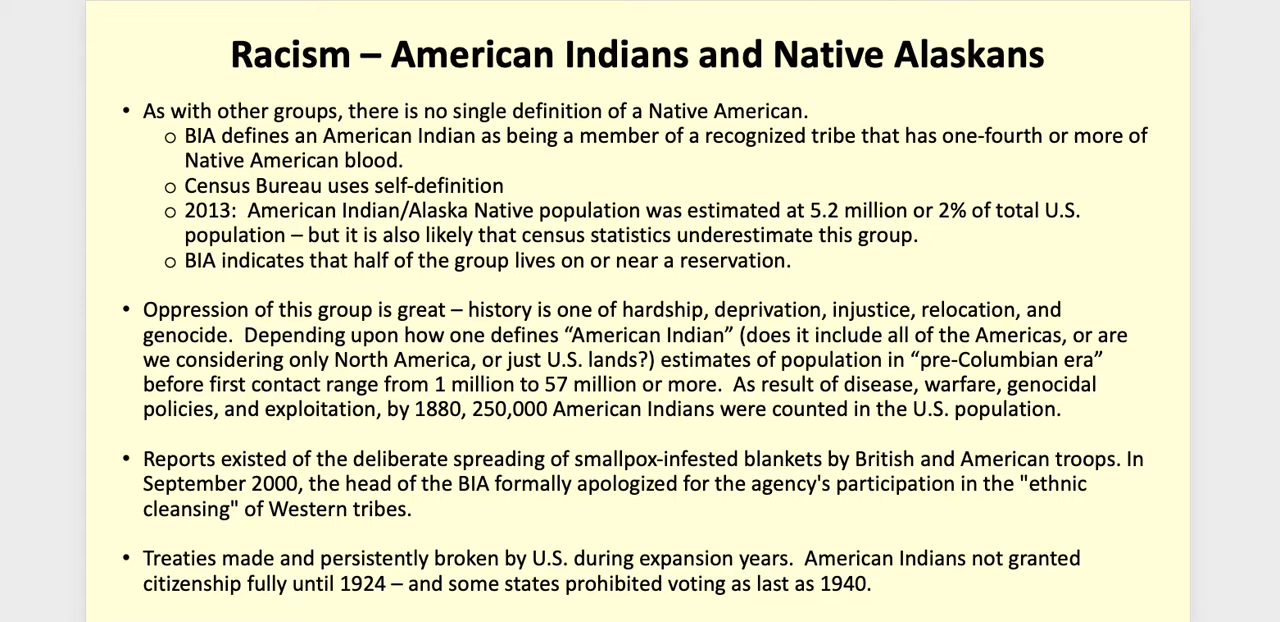 Racism – American Indians and Native Alaskans
• As with other groups, there is no single definition of a Native American.
o BIA defines an American Indian as being a member of a recognized tribe that has one-fourth or more of
Native American blood.
o Census Bureau uses self-definition
o 2013:  American Indian/Alaska Native population was estimated at 5.2 million or 2% of total U.S.
population – but it is also likely that census statistics underestimate this group.
o BIA indicates that half of the group lives on or near a reservation.
• Oppression of this group is great – history is one of hardship, deprivation, injustice, relocation, and
genocide.  Depending upon how one defines “American Indian” (does it include all of the Americas, or are
we considering only North America, or just U.S. lands?) estimates of population in “pre-Columbian era”
before first contact range from 1 million to 57 million or more.  As result of disease, warfare, genocidal
policies, and exploitation, by 1880, 250,000 American Indians were counted in the U.S. population.
• Reports existed of the deliberate spreading of smallpox-infested blankets by British and American troops. In
September 2000, the head of the BIA formally apologized for the agency's participation in the "ethnic
cleansing" of Western tribes.
• Treaties made and persistently broken by U.S. during expansion years.  American Indians not granted
citizenship fully until 1924 – and some states prohibited voting as last as 1940.